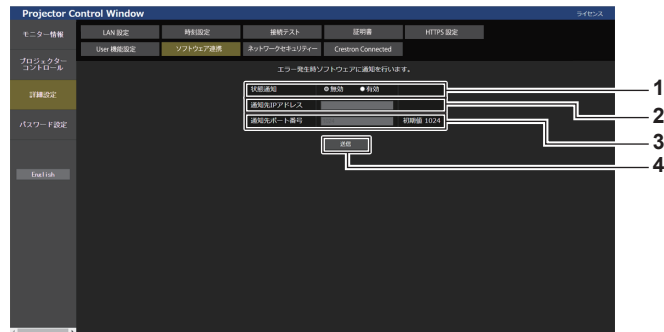 Projector Control Window
ライセンス
モニター情報
プロジェクター
コントロール
詳細設定
パスワード設定
English
LAN 設定
時刻設定
接続テスト
証明書
HTTPS 設定
User 機能設定
ソフトウェア連携
ネットワークセキュリティー
Crestron Connected
エラー発生時ソフトウェアに通知を行います。
状態通知 無効 有効
通知先IPアドレス
通知先ポート番号 初期値 1024
送信
1
2
3
4